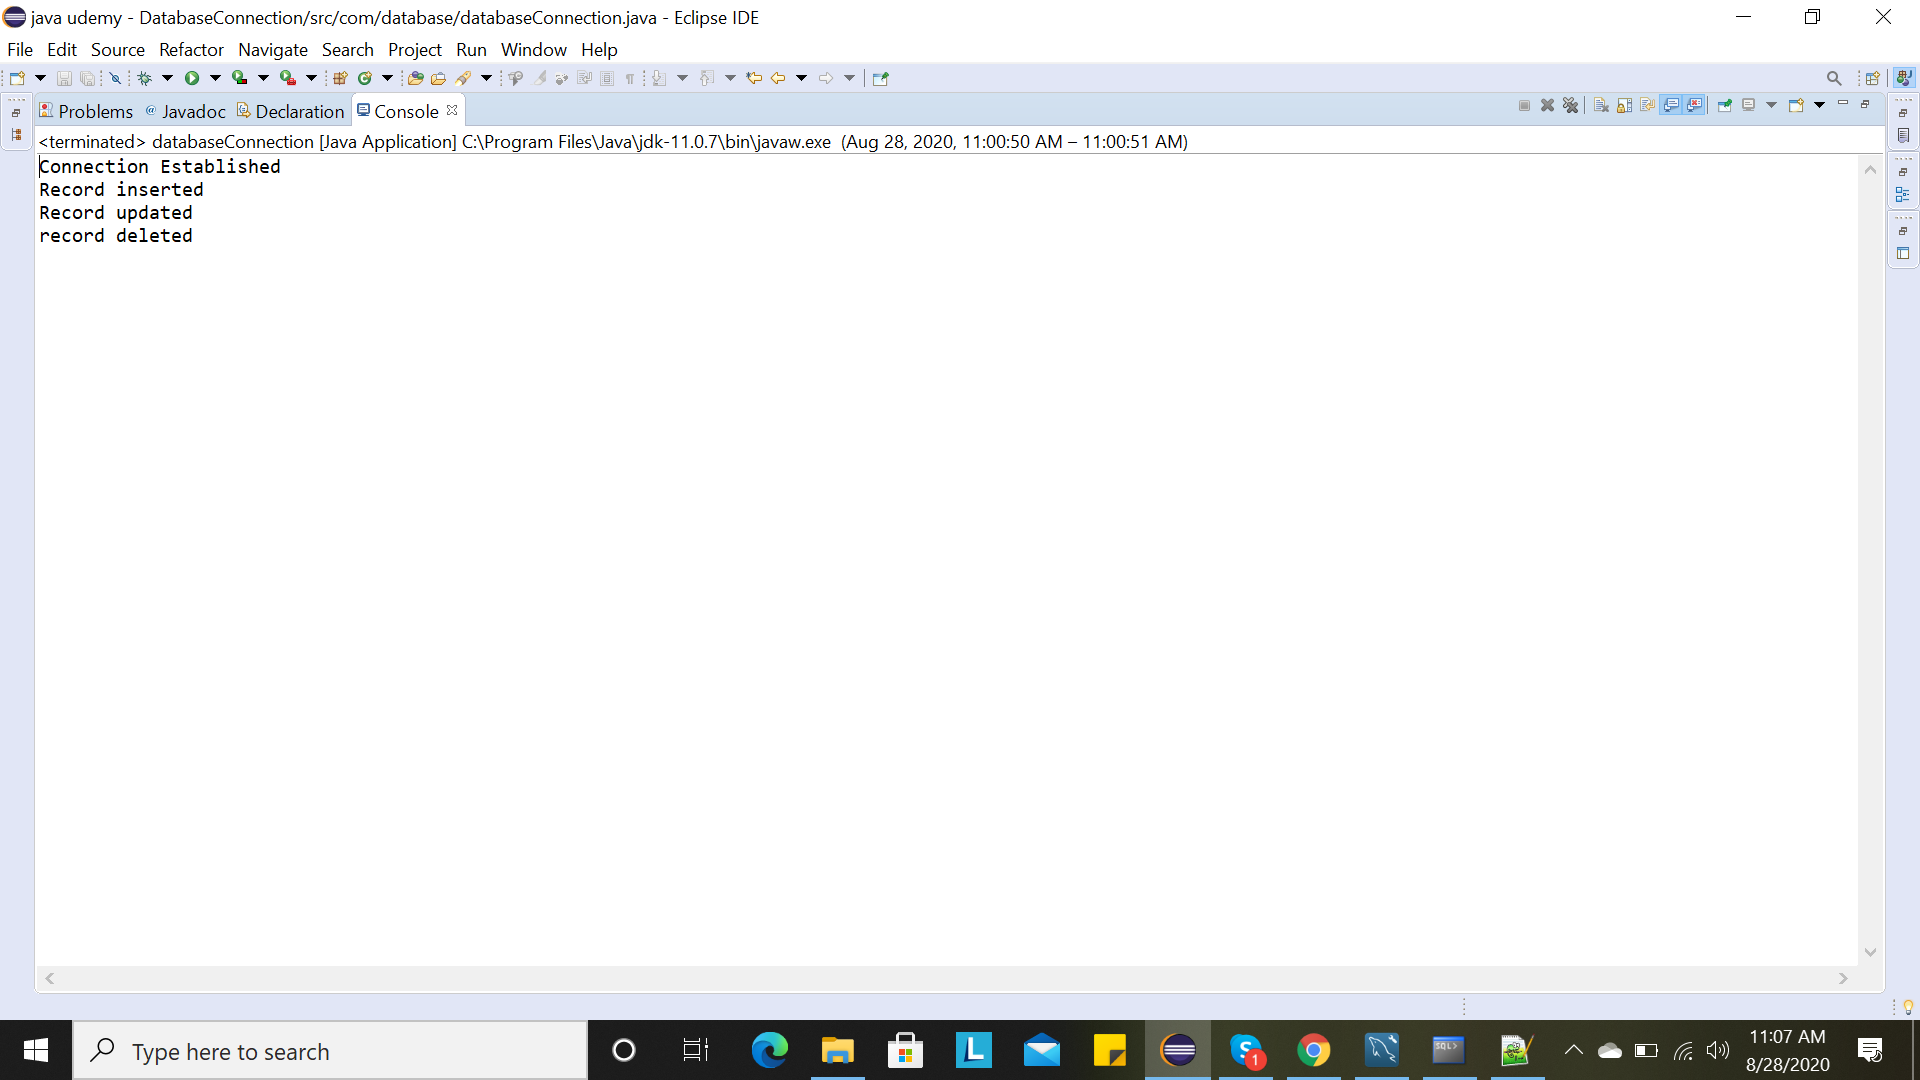 java udemy - DatabaseConnection/src/com/database/databaseConnection.java - Eclipse IDE
File Edit Source Refactor Navigate Search Project Run Window Help
Problems @ Javadoc Declaration Console
<terminated> databaseConnection [Java Application] C:\Program Files\Java\jdk-11.0.7\bin\javaw.exe (Aug 28, 2020, 11:00:50 AM – 11:00:51 AM)
Connection Established
Record inserted
Record updated
record deleted
Type here to search
L
S
1
SQL>
11:07 AM
8/28/2020